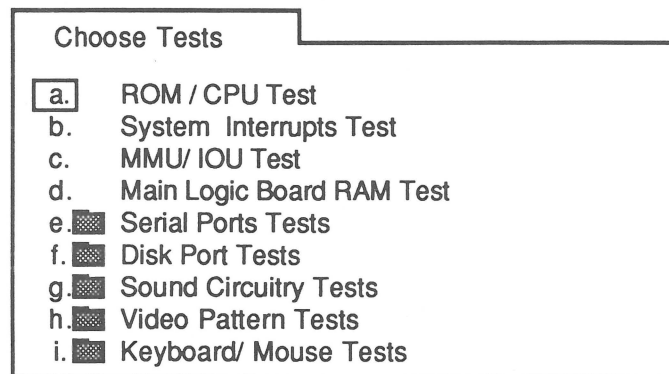 Choose Tests
a. ROM / CPU Test
b. System Interrupts Test
c. MMU/ IOU Test
d. Main Logic Board RAM Test
e. Serial Ports Tests
f. Disk Port Tests
g. Sound Circuitry Tests
h. Video Pattern Tests
i. Keyboard/ Mouse Tests